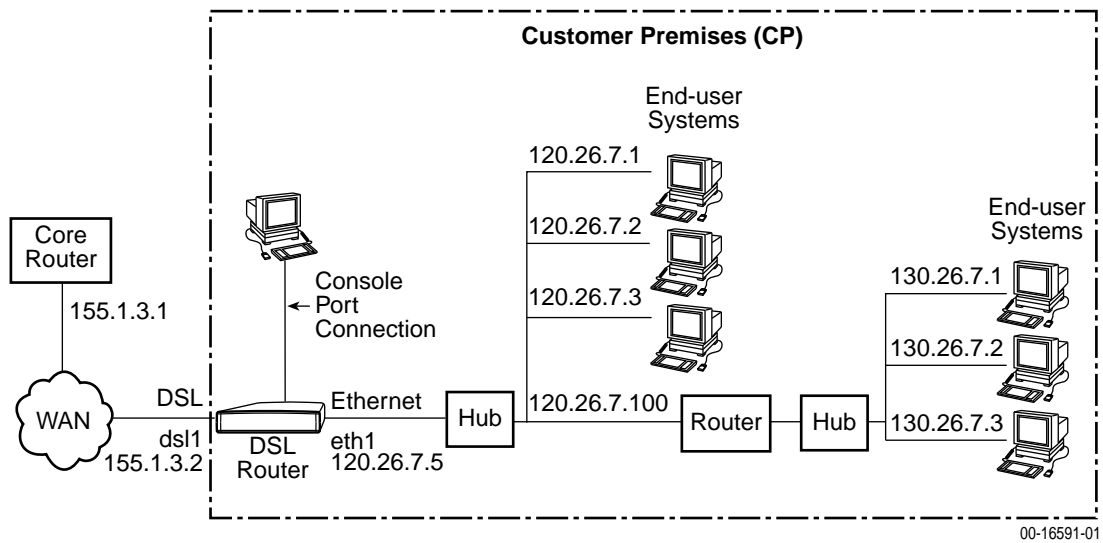 Customer Premises (CP)
End-user
Systems
120.26.7.1
120.26.7.2
120.26.7.3
End-user
Systems
130.26.7.1
130.26.7.2
130.26.7.3
Core
Router
155.1.3.1
Console
Port
Connection
WAN
DSL
dsl1
155.1.3.2
DSL
Router
Ethernet
eth1
120.26.7.5
Hub
120.26.7.100
Router
Hub
00-16591-01